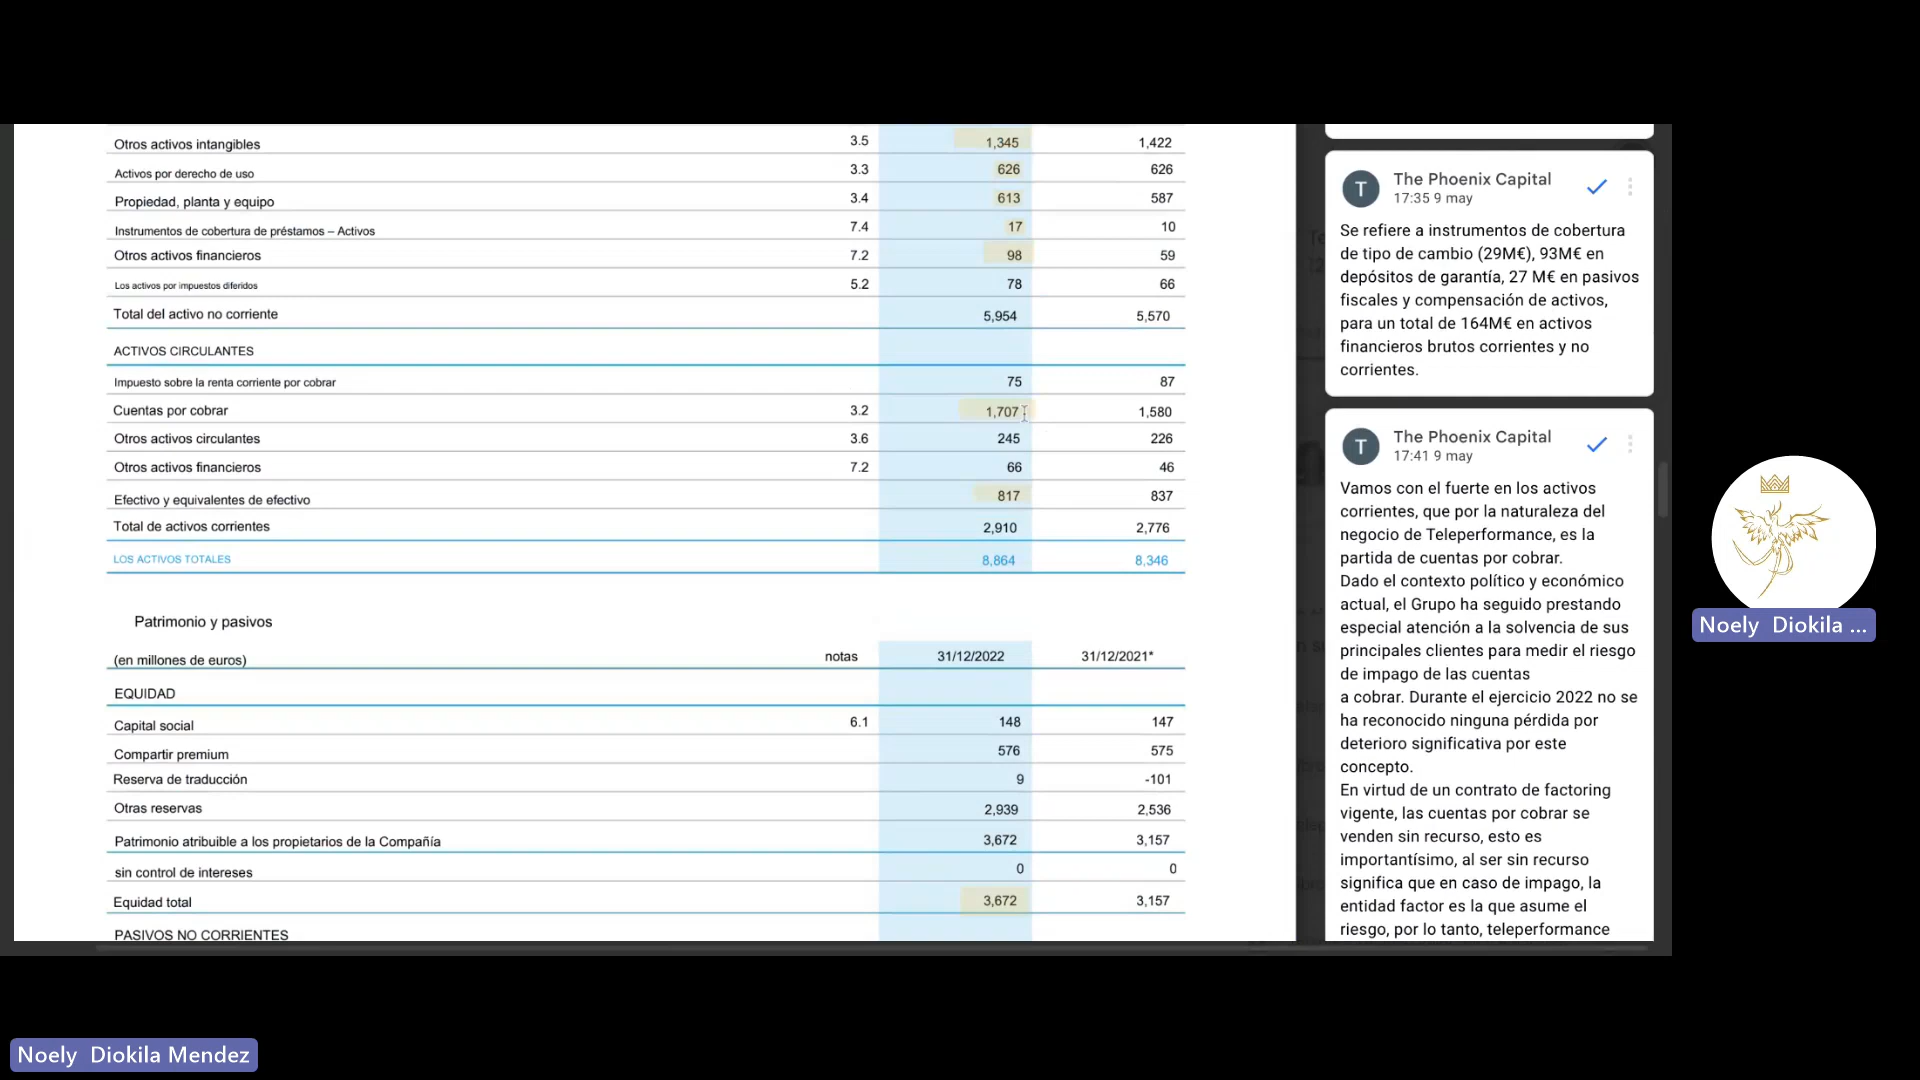 Otros activos intangibles 3.5 1,345 1,422
Activos por derecho de uso 3.3 626 626
Propiedad, planta y equipo 3.4 613 587
Instrumentos de cobertura de préstamos – Activos 7.4 17 10
Otros activos financieros 7.2 98 59
Los activos por impuestos diferidos 5.2 78 66
Total del activo no corriente 5,954 5,570
ACTIVOS CIRCULANTES
Impuesto sobre la renta corriente por cobrar 75 87
Cuentas por cobrar 3.2 1,707 1,580
Otros activos circulantes 3.6 245 226
Otros activos financieros 7.2 66 46
Efectivo y equivalentes de efectivo 817 837
Total de activos corrientes 2,910 2,776
LOS ACTIVOS TOTALES 8,864 8,346
Patrimonio y pasivos
(en millones de euros) notas 31/12/2022 31/12/2021*
EQUIDAD
Capital social 6.1 148 147
Compartir premium 576 575
Reserva de traducción 9 -101
Otras reservas 2,939 2,536
Patrimonio atribuible a los propietarios de la Compañía 3,672 3,157
sin control de intereses 0 0
Equidad total 3,672 3,157
PASIVOS NO CORRIENTES
T
The Phoenix Capital
17:35 9 may
Se refiere a instrumentos de cobertura
de tipo de cambio (29M€), 93M€ en
depósitos de garantía, 27 M€ en pasivos
fiscales y compensación de activos,
para un total de 164M€ en activos
financieros brutos corrientes y no
corrientes.
T
The Phoenix Capital
17:41 9 may
Vamos con el fuerte en los activos
corrientes, que por la naturaleza del
negocio de Teleperformance, es la
partida de cuentas por cobrar.
Dado el contexto político y económico
actual, el Grupo ha seguido prestando
especial atención a la solvencia de sus
principales clientes para medir el riesgo
de impago de las cuentas
a cobrar. Durante el ejercicio 2022 no se
ha reconocido ninguna pérdida por
deterioro significativa por este
concepto.
En virtud de un contrato de factoring
vigente, las cuentas por cobrar se
venden sin recurso, esto es
importantísimo, al ser sin recurso
significa que en caso de impago, la
entidad factor es la que asume el
riesgo, por lo tanto, teleperformance
Noely Diokila ...
Noely Diokila Mendez